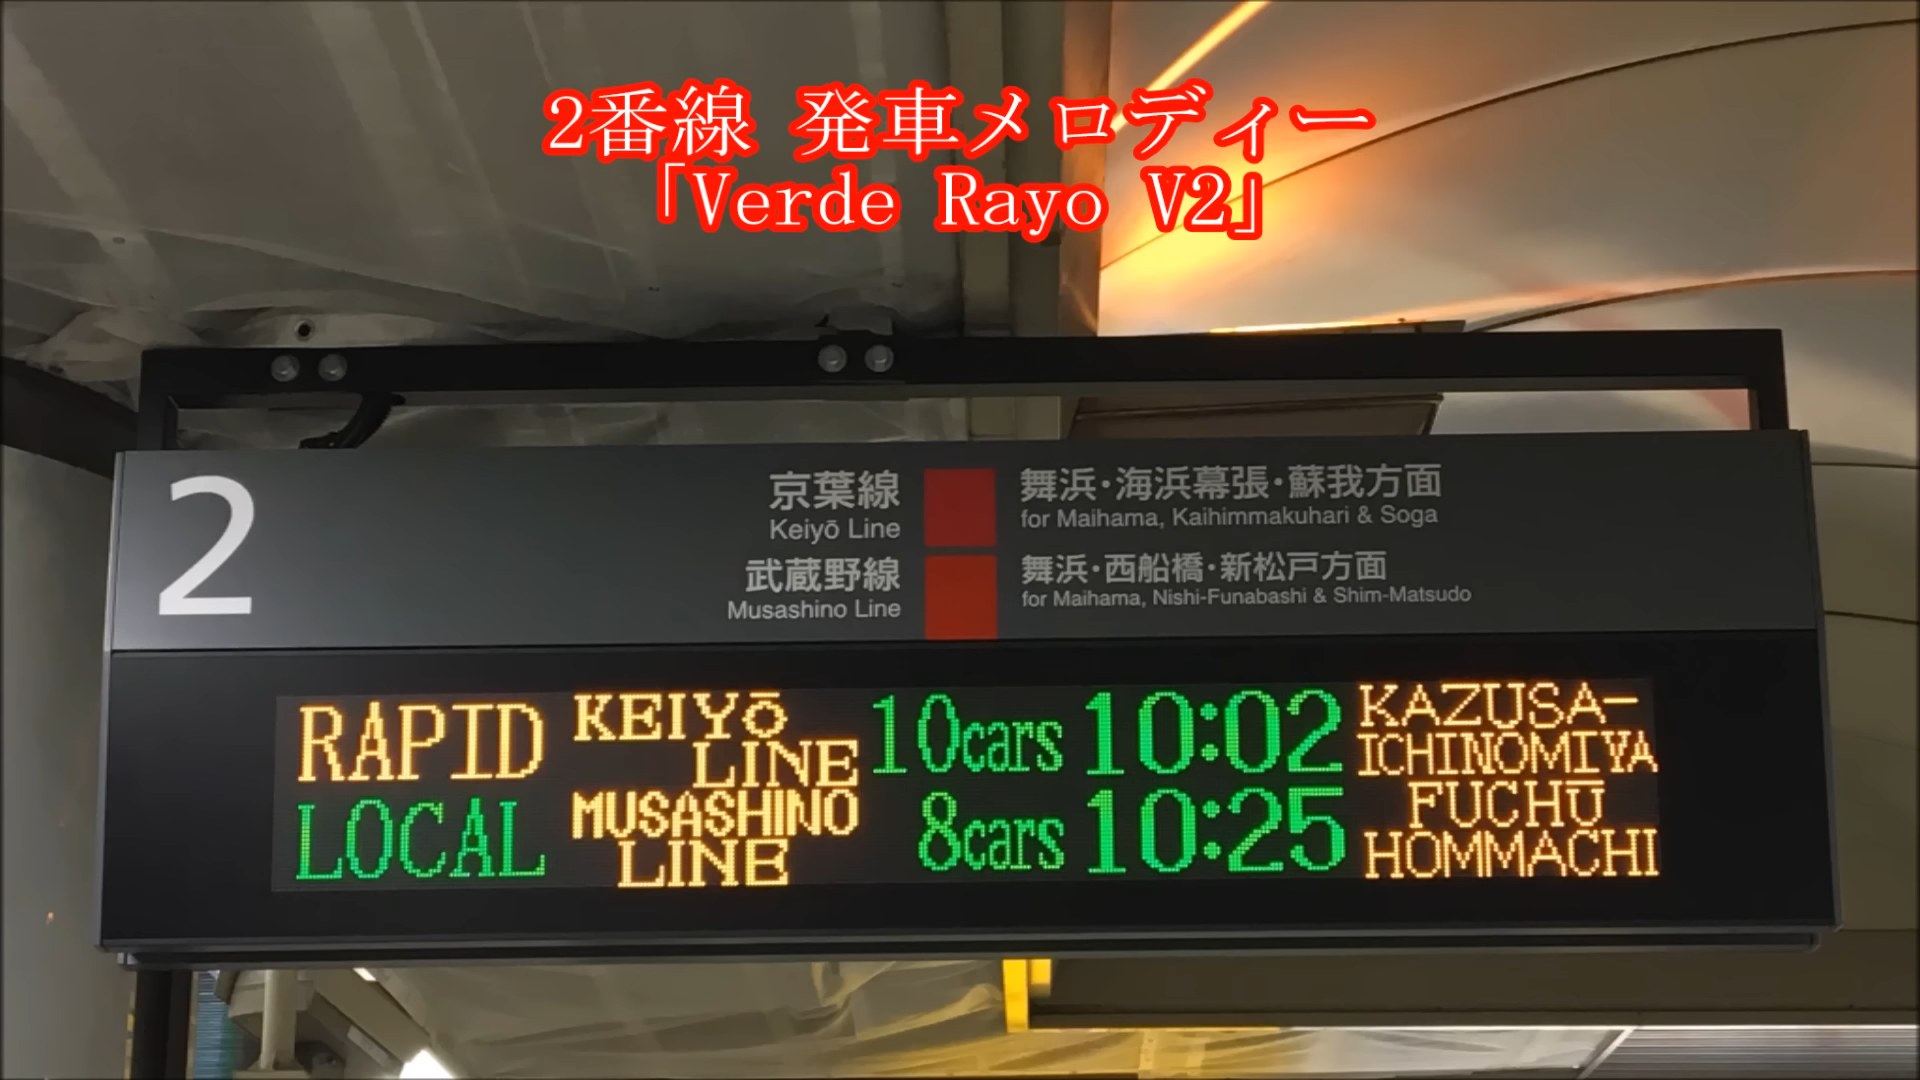 2番線 発車メロディー
「Verde Rayo V2」
2
京葉線 舞浜・海浜幕張・蘇我方面
Keiyō Line for Maihama, Kaihimmakuhari & Soga
武蔵野線 舞浜・西船橋・新松戸方面
Musashino Line for Maihama, Nishi-Funabashi & Shim-Matsudo
RAPID KEIYō LINE 10cars 10:02 KAZUSA-ICHINOMIYA
LOCAL MUSASHINO LINE 8cars 10:25 FUCHŪ HOMMACHI